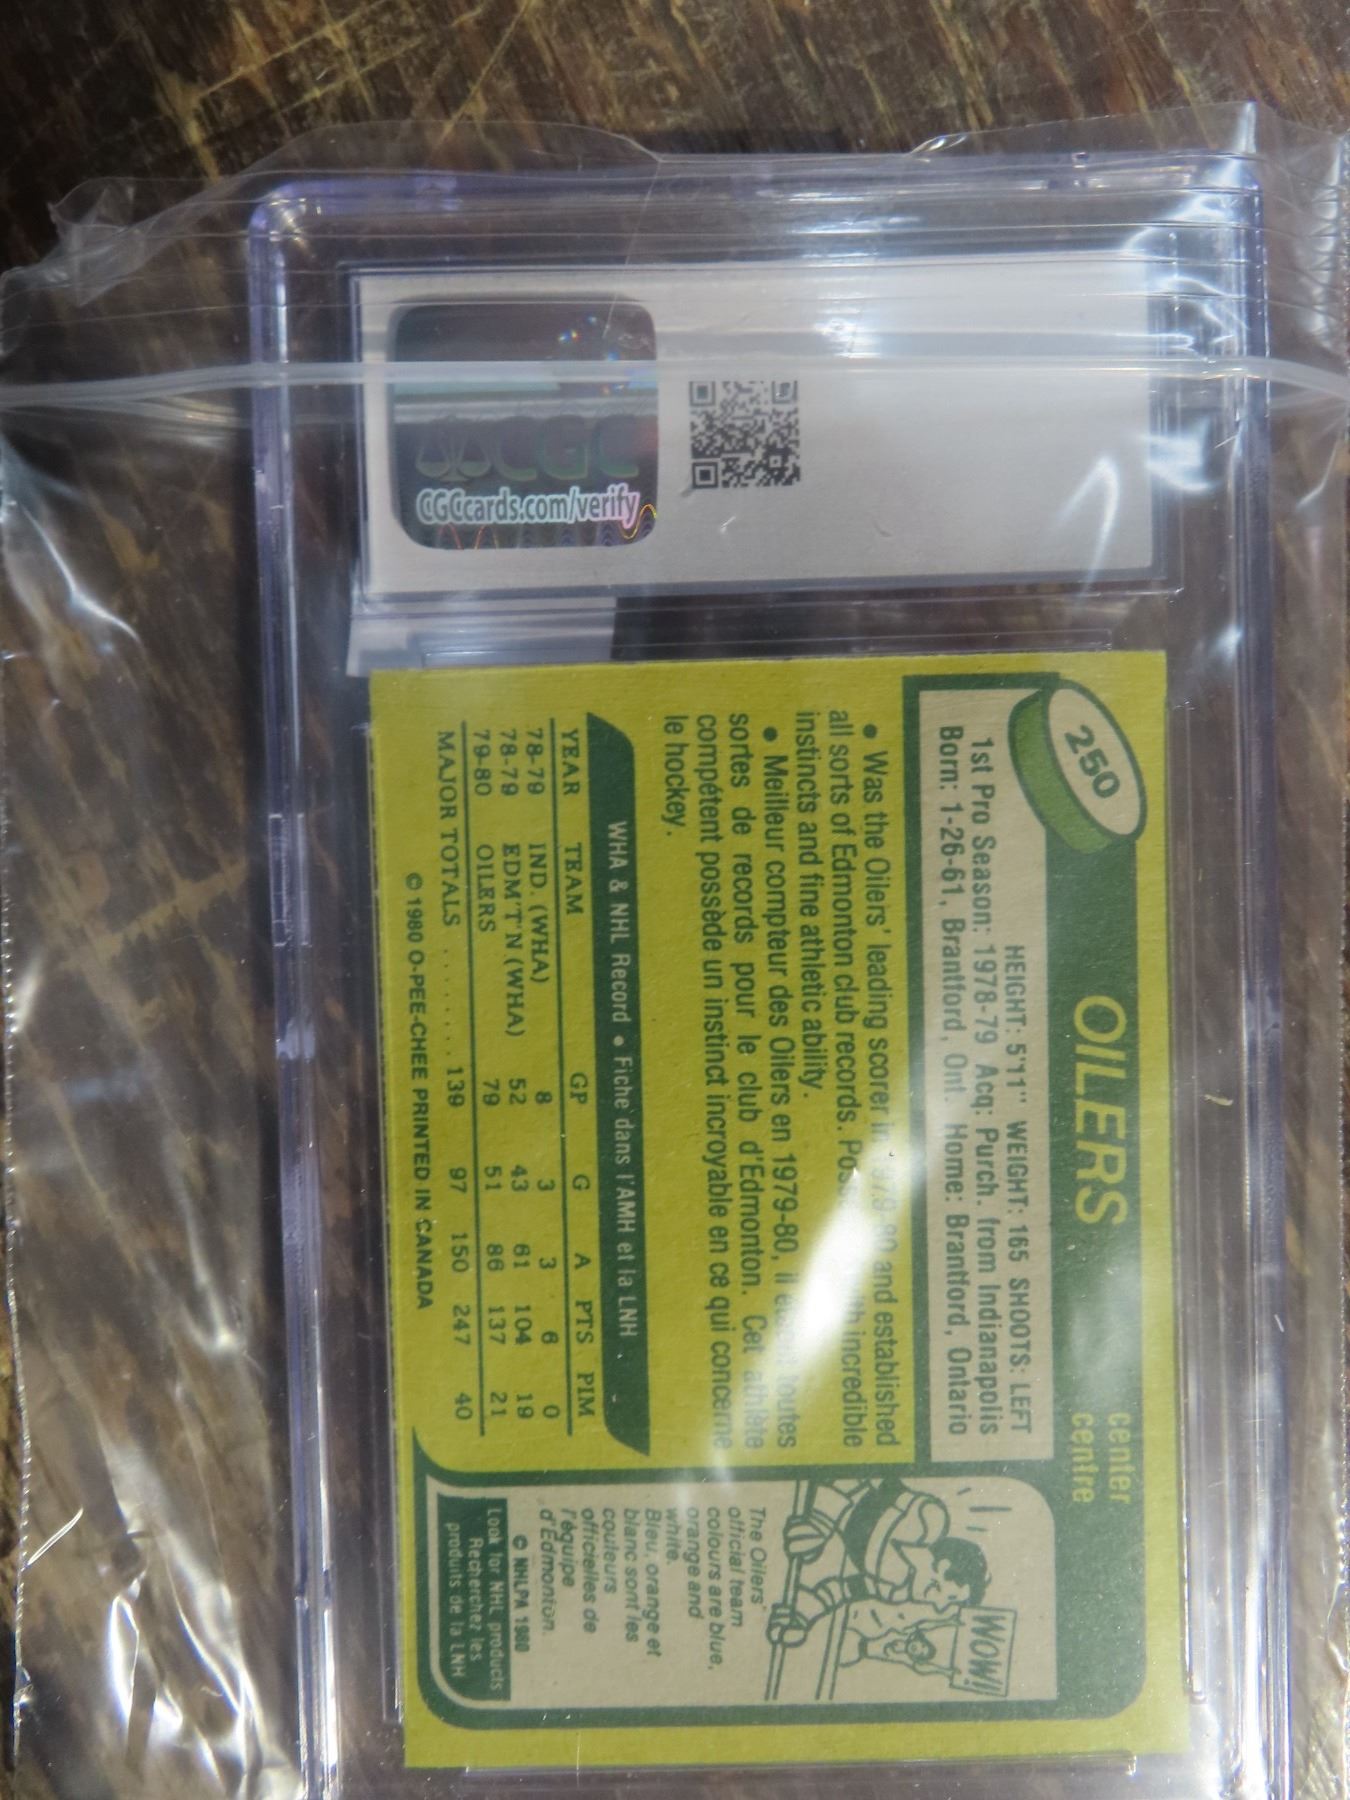 CGC
CGCcards.com/verify
250
OILERS
center
centre
HEIGHT: 5'11" WEIGHT: 165 SHOOTS: LEFT
1st Pro Season: 1978-79 Acq: Purch. from Indianapolis
Born: 1-26-61, Brantford, Ont. Home: Brantford, Ontario
• Was the Oilers' leading scorer in 1979-80 and established
all sorts of Edmonton club records. incredible
instincts and fine athletic ability.
• Meilleur compteur des Oilers en 1979-80, il toutes
sortes de records pour le club d'Edmonton. Cet athlète
compétent possède un instinct incroyable en ce qui concerne
le hockey.
WHA & NHL Record • Fiche dans l'AMH et la LNH
YEAR TEAM GP G A PTS PIM
78-79 IND. (WHA) 8 3 3 6 0
78-79 EDM'T'N (WHA) 52 43 61 104 19
79-80 OILERS 79 51 86 137 21
MAJOR TOTALS ........ 139 97 150 247 40
© 1980 O-PEE-CHEE PRINTED IN CANADA
WOW!
The Oilers'
official team
colours are blue,
orange and
white.
Bleu, orange et
blanc sont les
couleurs
officielles de
l'équipe
d'Edmonton.
© NHLPA 1980
Look for NHL products
Recherchez les
produits de la LNH